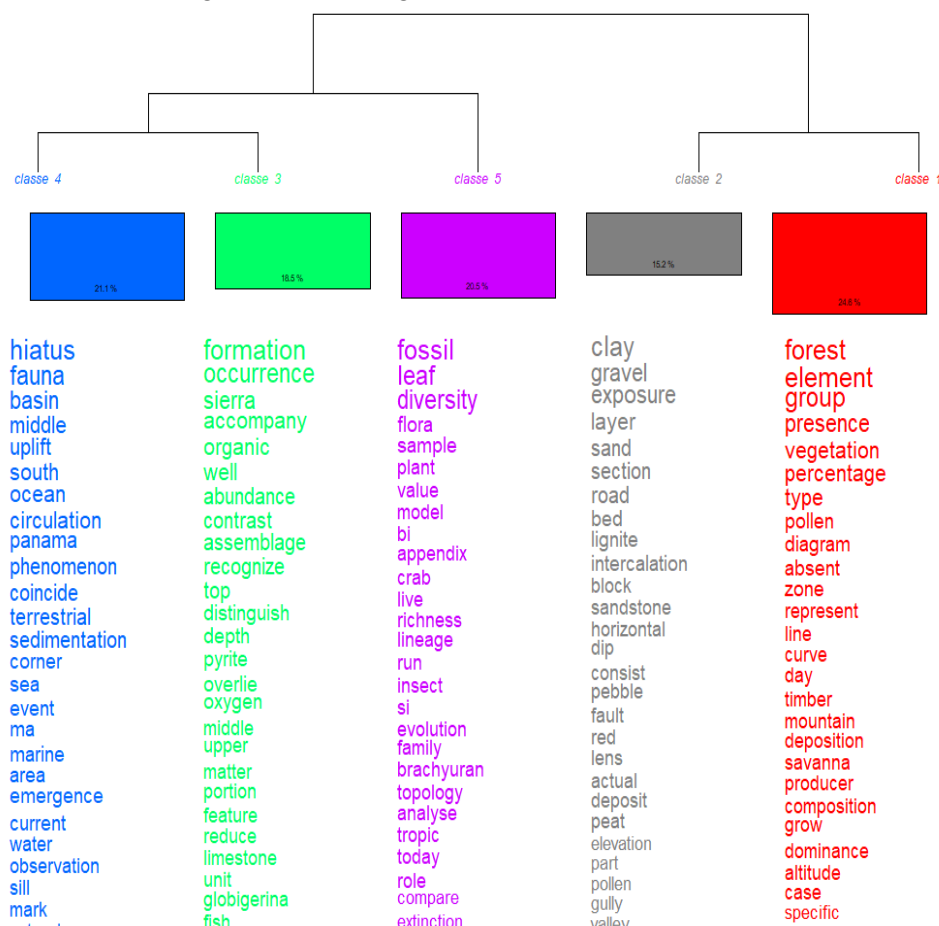 classe 4
classe 3
classe 5
classe 2
classe 1
21.1 %
18.5 %
20.5 %
15.2 %
24.6 %
hiatus
fauna
basin
middle
uplift
south
ocean
circulation
panama
phenomenon
coincide
terrestrial
sedimentation
corner
sea
event
ma
marine
area
emergence
current
water
observation
sill
mark
formation
occurrence
sierra
accompany
organic
well
abundance
contrast
assemblage
recognize
top
distinguish
depth
pyrite
overlie
oxygen
middle
upper
matter
portion
feature
reduce
limestone
unit
globigerina
fish
fossil
leaf
diversity
flora
sample
plant
value
model
bi
appendix
crab
live
richness
lineage
run
insect
si
evolution
family
brachyuran
topology
analyse
tropic
today
role
compare
extinction
clay
gravel
exposure
layer
sand
section
road
bed
lignite
intercalation
block
sandstone
horizontal
dip
consist
pebble
fault
red
lens
actual
deposit
peat
elevation
part
pollen
gully
valley
forest
element
group
presence
vegetation
percentage
type
pollen
diagram
absent
zone
represent
line
curve
day
timber
mountain
deposition
savanna
producer
composition
grow
dominance
altitude
case
specific